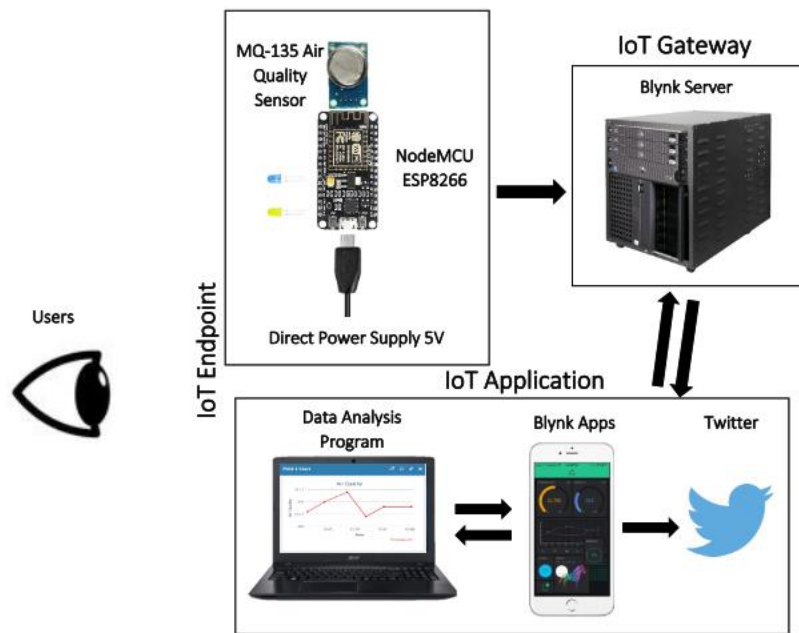 MQ-135 Air
Quality
Sensor
NodeMCU
ESP8266
Direct Power Supply 5V
IoT Endpoint
IoT Gateway
Blynk Server
Users
IoT Application
Data Analysis
Program
Blynk Apps
Twitter
Air Quality